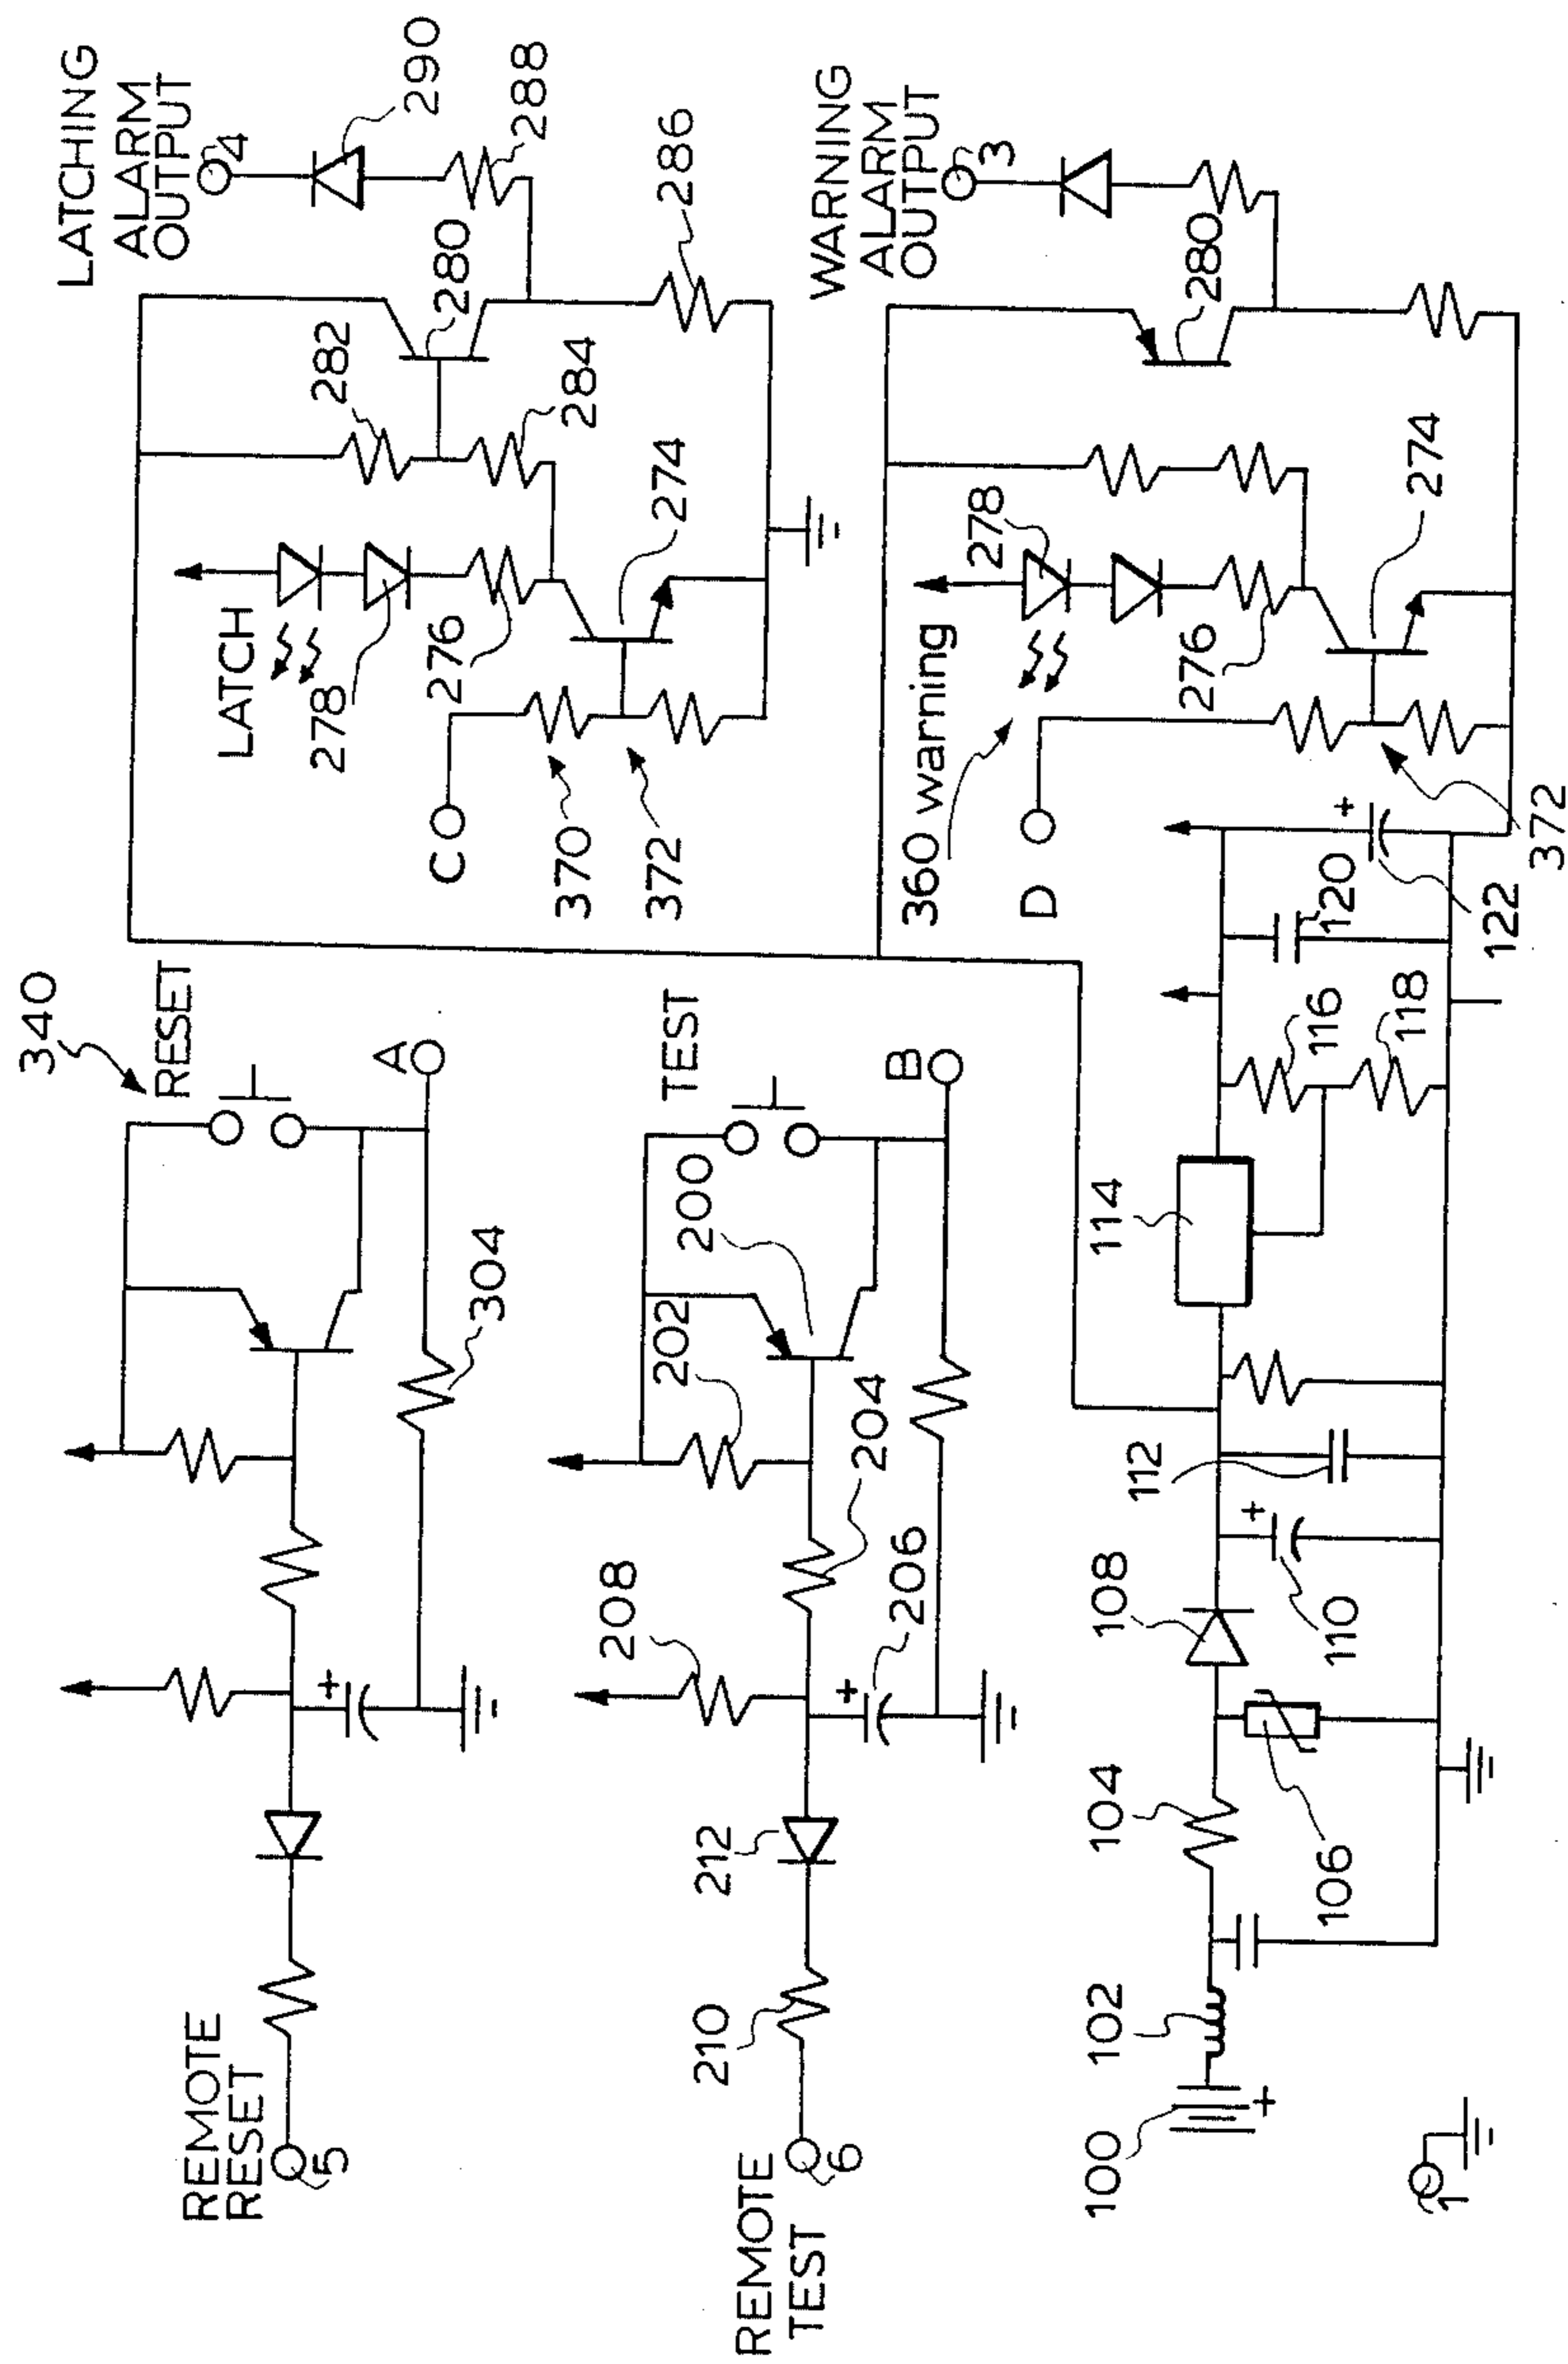 340
RESET
A
304
REMOTE
RESET
5
+
TEST
B
200
202
204
206
208
210
212
+
REMOTE
TEST
6
LATCHING
ALARM
OUTPUT
4
290
288
286
280
282
284
274
LATCH
278
276
C
370
372
WARNING
ALARM
OUTPUT
3
280
274
278
276
360 warning
D
372
100
+
102
104
106
108
110
+
112
114
116
118
120
122
+
1